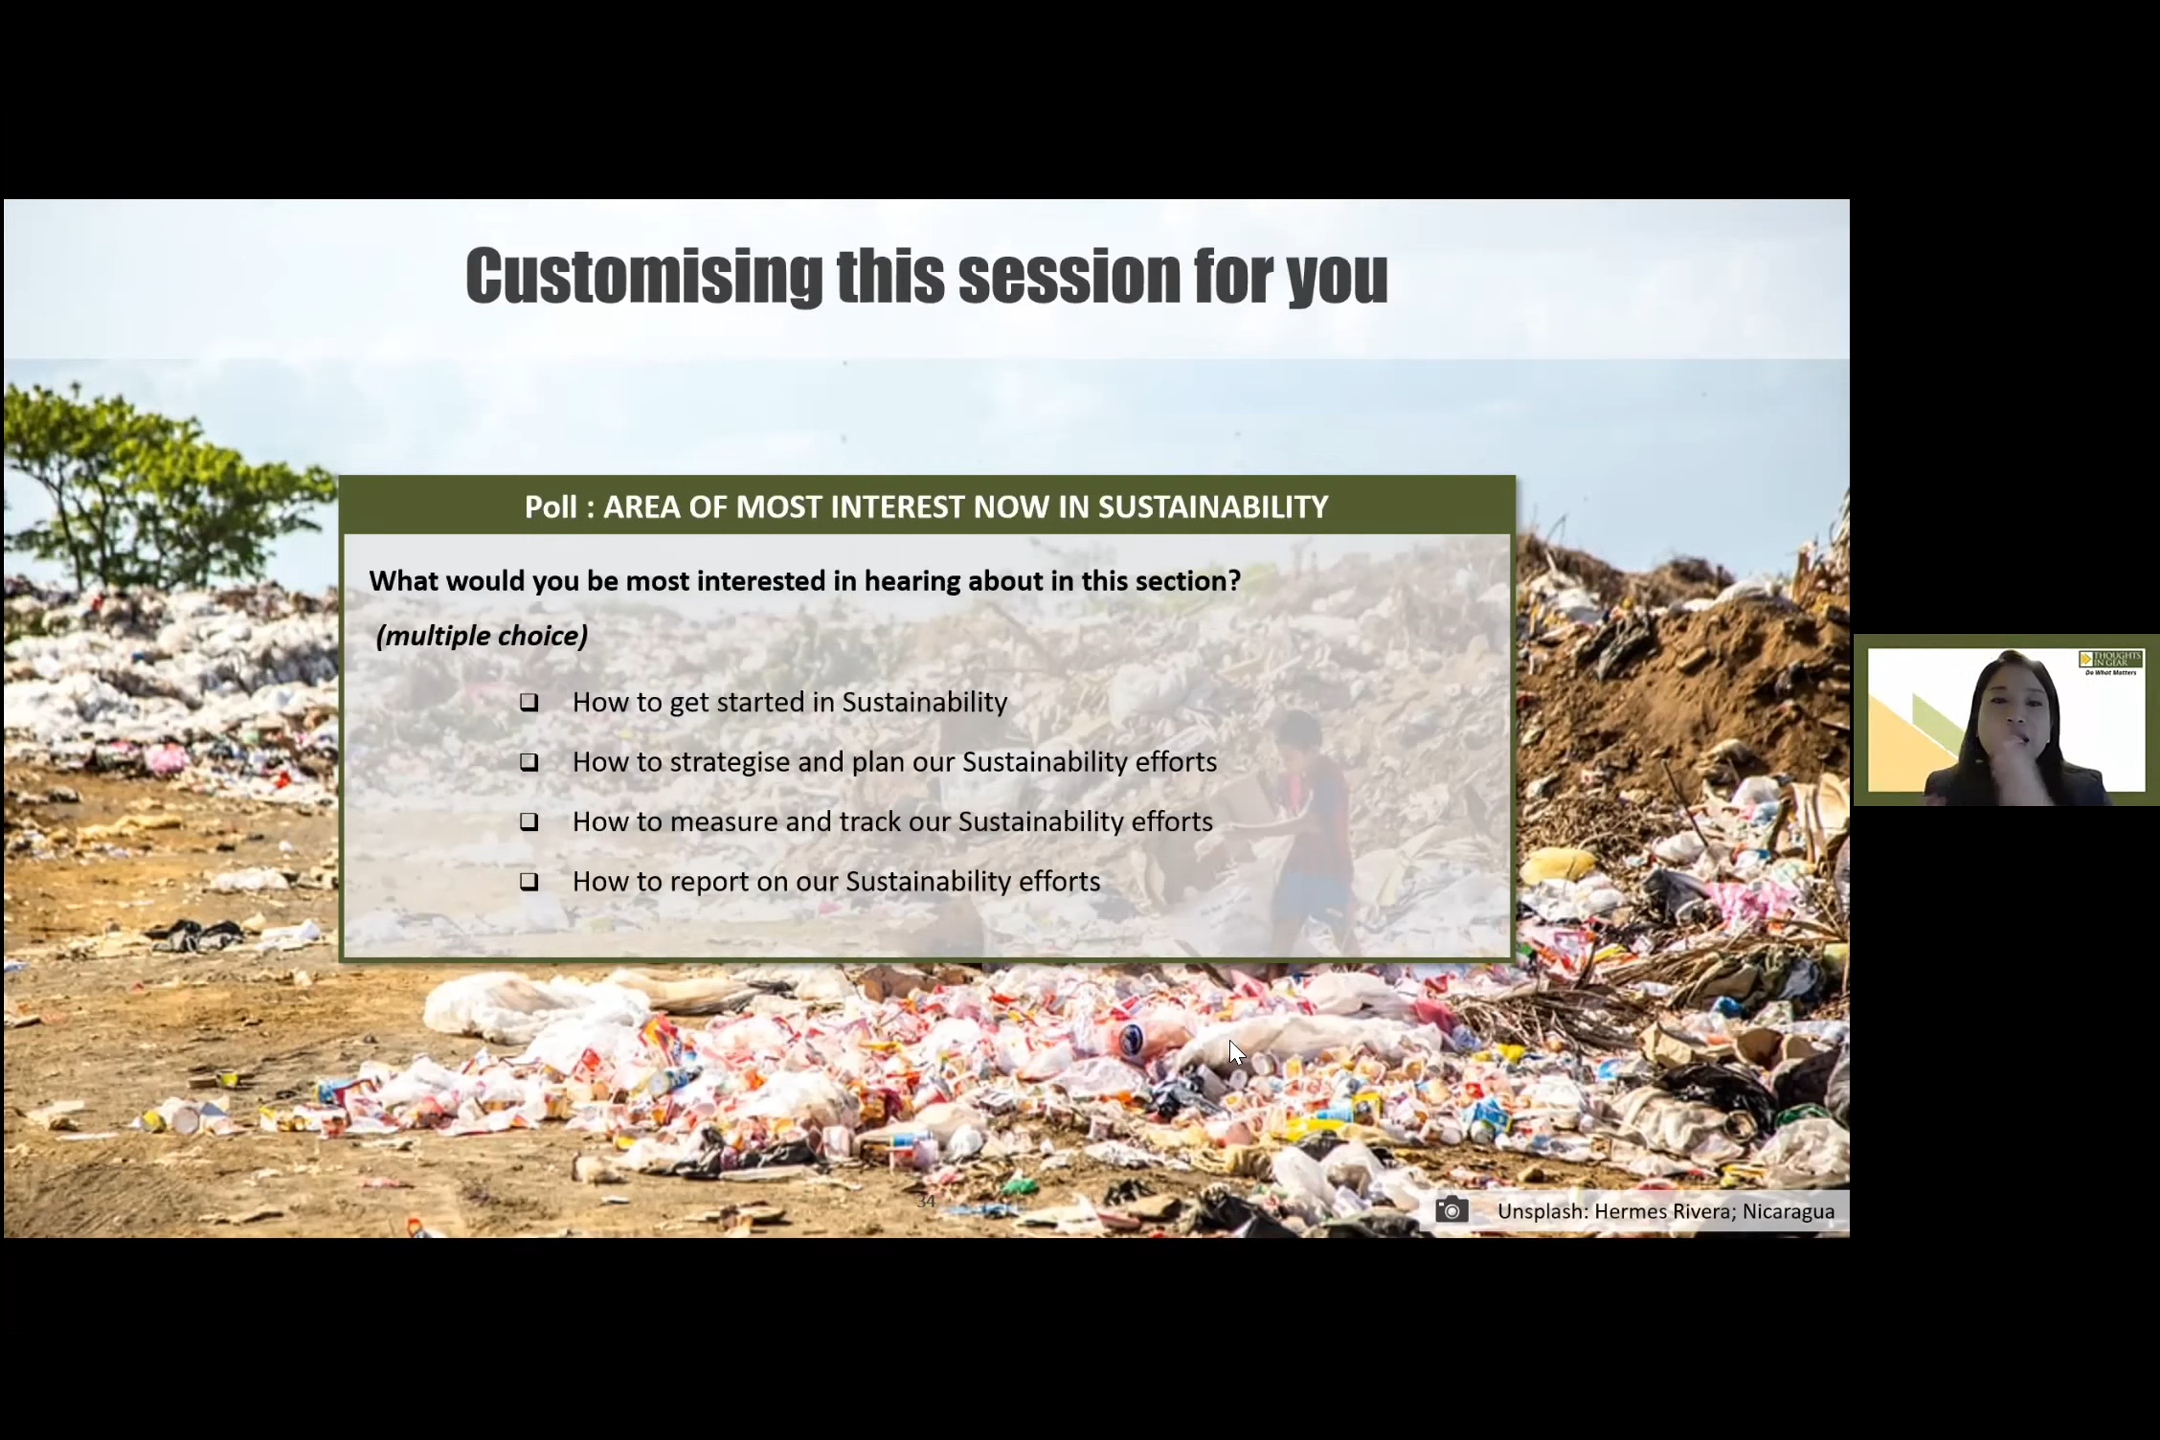 Customising this session for you
Poll : AREA OF MOST INTEREST NOW IN SUSTAINABILITY
What would you be most interested in hearing about in this section?
(multiple choice)
How to get started in Sustainability
How to strategise and plan our Sustainability efforts
How to measure and track our Sustainability efforts
How to report on our Sustainability efforts
34
Unsplash: Hermes Rivera; Nicaragua
THOUGHTS
IN GEAR
Do What Matters